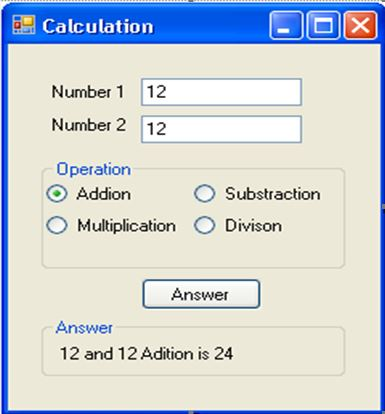 Calculation
Number 1 12
Number 2 12
Operation
Addion Substraction
Multiplication Divison
Answer
Answer
12 and 12 Adition is 24